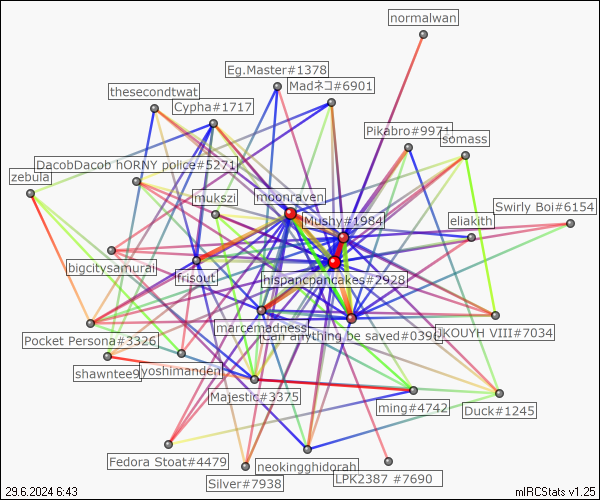 normalwan
Eg.Master#1378
Madネコ#6901
thesecondtwat
Cypha#1717
Pikabro#9971
somass
DacobDacob hORNY police#5271
zebula
mukszi
moonraven
Mushy#1984
eliakith
Swirly Boi#6154
bigcitysamurai
frisout
hispancpancakes#2928
marcemadness
Can anything be saved#0396
JKOUYH VIII#7034
Pocket Persona#3326
shawntee9
yoshimandenl
Majestic#3375
ming#4742
Duck#1245
Fedora Stoat#4479
Silver#7938
neokingghidorah
LPK2387 #7690
29.6.2024 6:43
mIRCStats v1.25